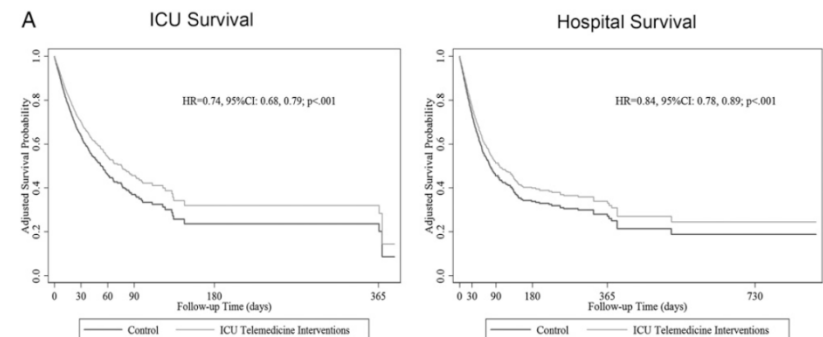 A
ICU Survival
Hospital Survival
Adjusted Survival Probability
1.0
0.8
0.6
0.4
0.2
0.0
HR=0.74, 95%CI: 0.68, 0.79; p<.001
0 30 60 90 180 365
Follow-up Time (days)
Control ICU Telemedicine Interventions
Adjusted Survival Probability
1.0
0.8
0.6
0.4
0.2
0.0
HR=0.84, 95%CI: 0.78, 0.89; p<.001
0 30 90 180 365 730
Follow-up Time (days)
Control ICU Telemedicine Interventions